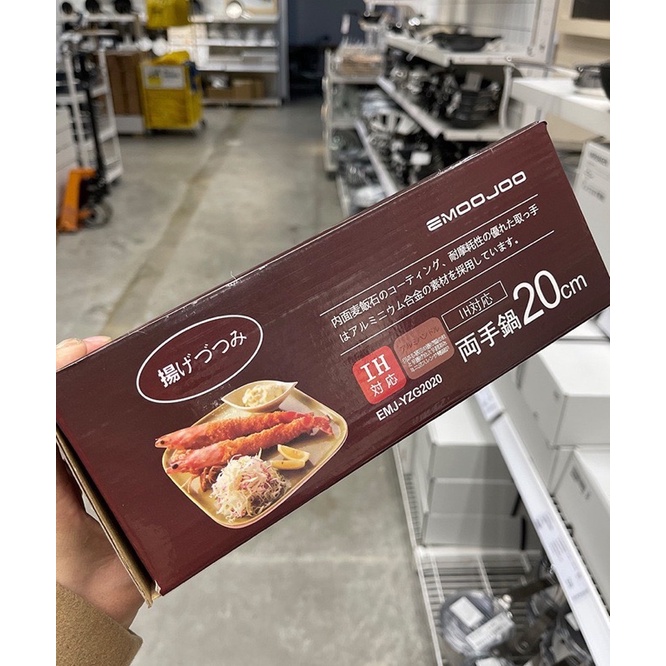 EMOOJOO
内面麦飯石のコーティング、耐摩耗性の優れた取っ手
はアルミニウム合金の素材を採用しています。
揚げづつみ
IH
対応
EMJ-YZG2020
IH対応
両手鍋20cm